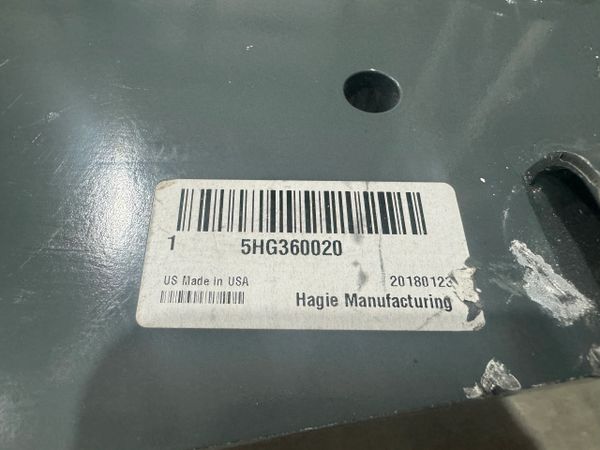 1 5HG360020
US Made in USA 20180123
Hagie Manufacturing